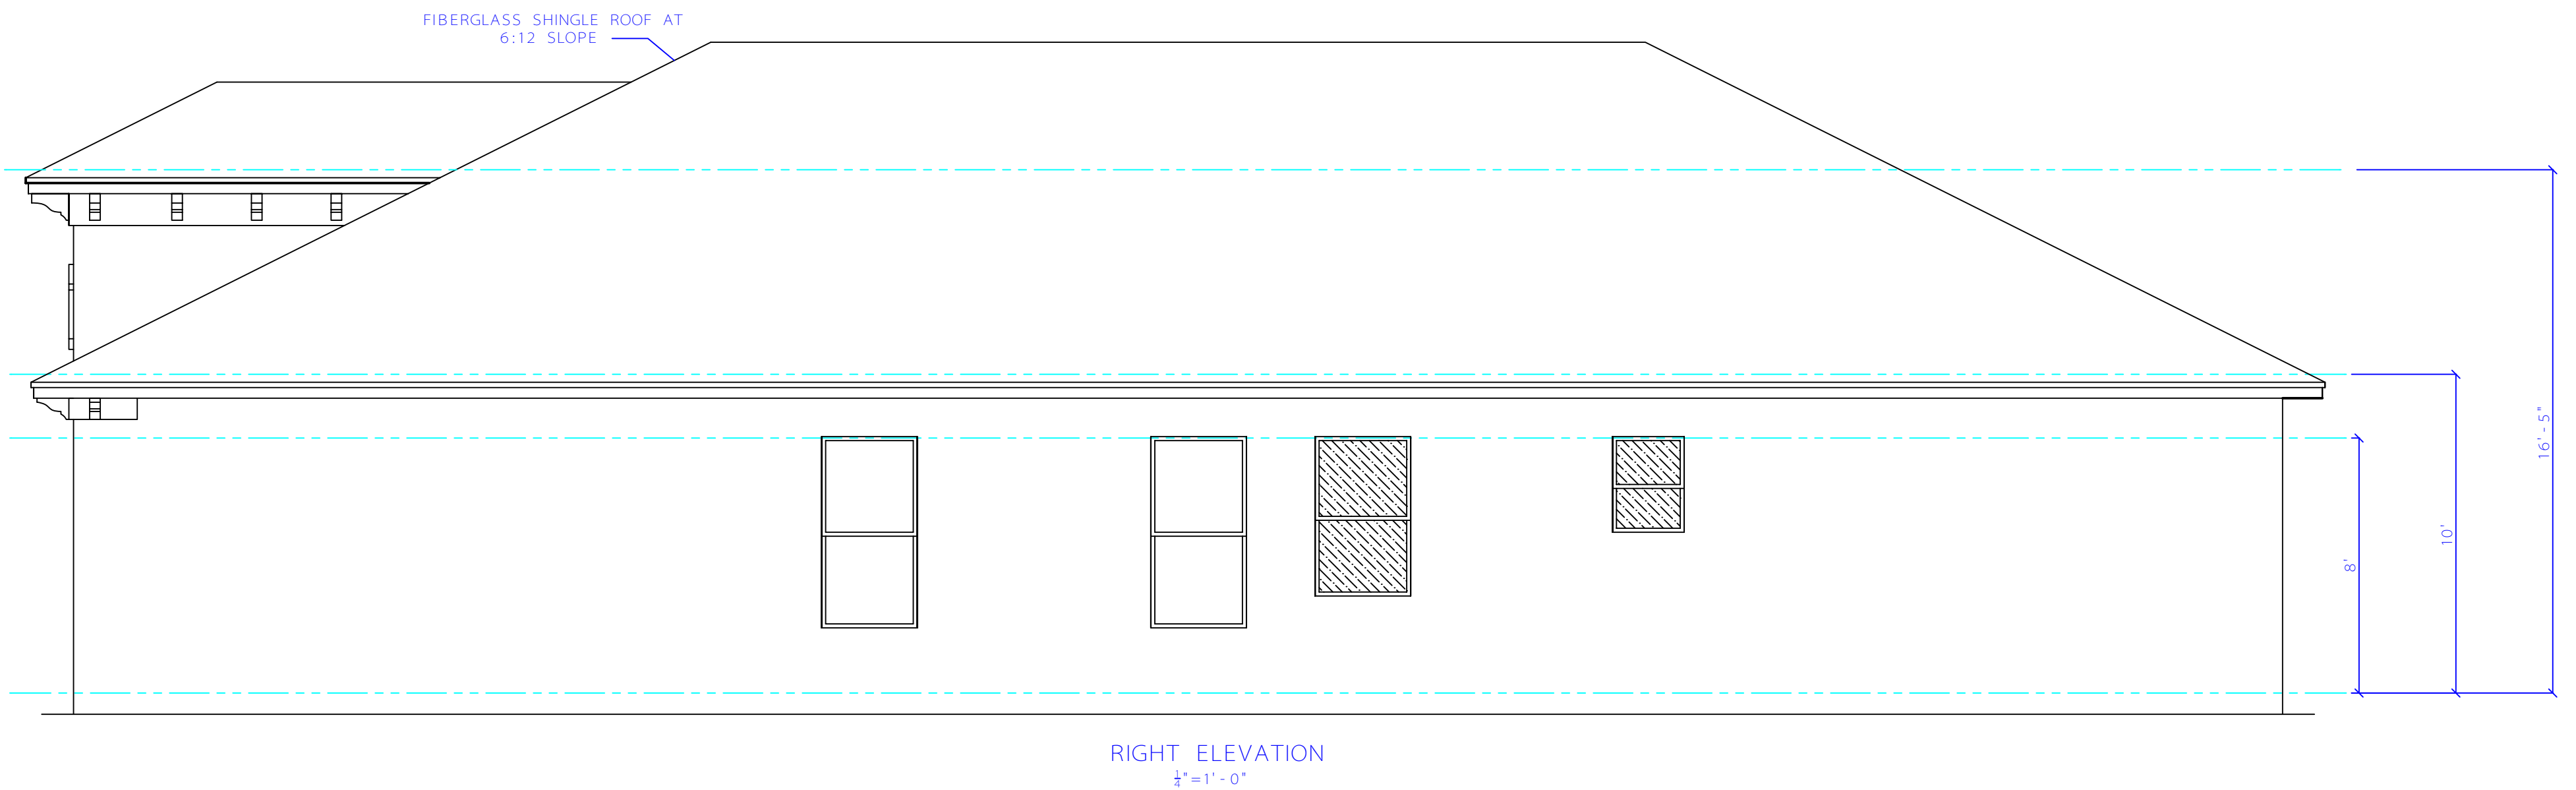 FIBERGLASS SHINGLE ROOF AT
6:12 SLOPE
16'-5"
10'
8'
RIGHT ELEVATION
1/4"=1'-0"